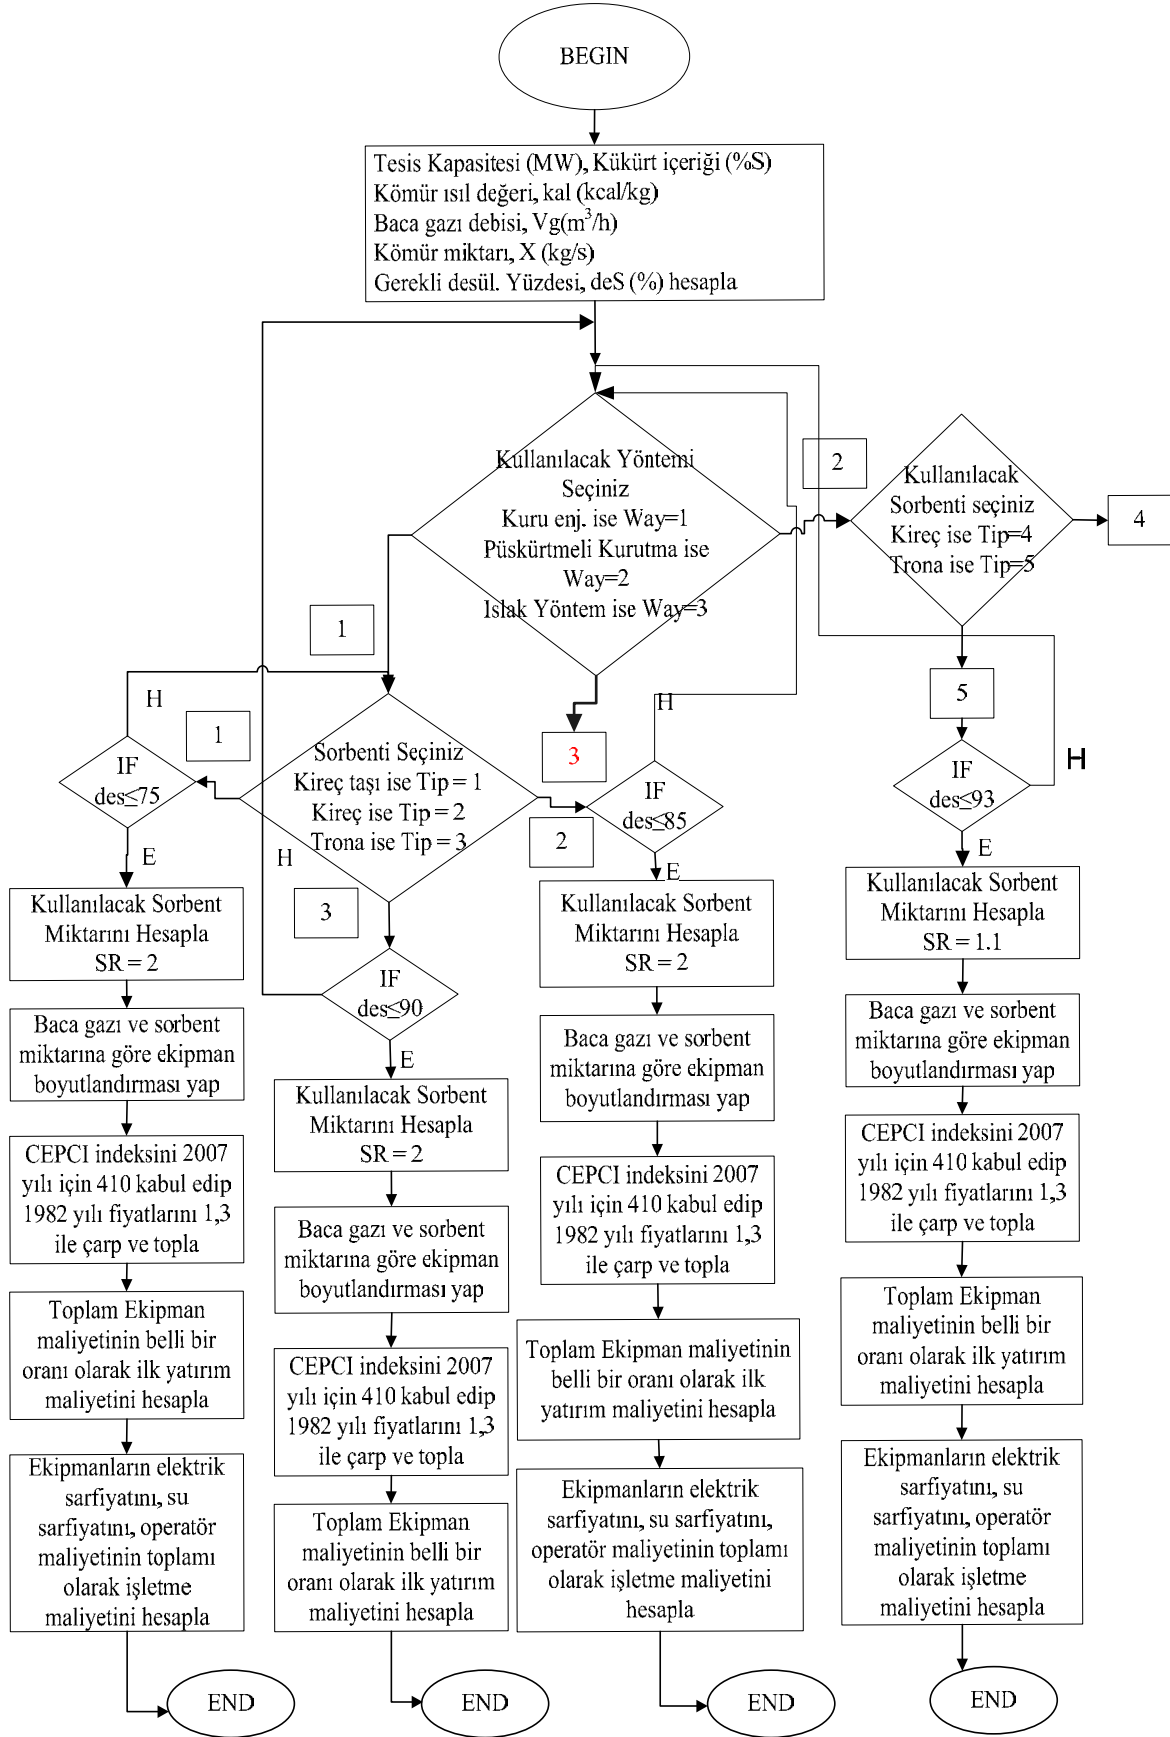 BEGIN
Tesis Kapasitesi (MW), Kükürt içeriği (%S)
Kömür ısıl değeri, kal (kcal/kg)
Baca gazı debisi, Vg(m³/h)
Kömür miktarı, X (kg/s)
Gerekli desül. Yüzdesi, deS (%) hesapla
Kullanılacak Yöntemi
Seçiniz
Kuru enj. ise Way=1
Püskürtmeli Kurutma ise
Way=2
Islak Yöntem ise Way=3
2
Kullanılacak
Sorbenti seçiniz
Kireç ise Tip=4
Trona ise Tip=5
4
1
3
5
H
1
Sorbenti Seçiniz
Kireç taşı ise Tip = 1
Kireç ise Tip = 2
Trona ise Tip = 3
H
2
H
3
IF
des≤75
E
IF
des≤90
E
IF
des≤85
E
IF
des≤93
H
E
Kullanılacak Sorbent
Miktarını Hesapla
SR = 2
Baca gazı ve sorbent
miktarına göre ekipman
boyutlandırması yap
CEPCI indeksini 2007
yılı için 410 kabul edip
1982 yılı fiyatlarını 1,3
ile çarp ve topla
Toplam Ekipman
maliyetinin belli bir
oranı olarak ilk yatırım
maliyetini hesapla
Ekipmanların elektrik
sarfiyatını, su
sarfiyatını, operatör
maliyetinin toplamı
olarak işletme
maliyetini hesapla
END
Kullanılacak Sorbent
Miktarını Hesapla
SR = 2
Baca gazı ve sorbent
miktarına göre ekipman
boyutlandırması yap
CEPCI indeksini 2007
yılı için 410 kabul edip
1982 yılı fiyatlarını 1,3
ile çarp ve topla
Toplam Ekipman
maliyetinin belli bir
oranı olarak ilk yatırım
maliyetini hesapla
END
Kullanılacak Sorbent
Miktarını Hesapla
SR = 2
Baca gazı ve sorbent
miktarına göre ekipman
boyutlandırması yap
CEPCI indeksini 2007
yılı için 410 kabul edip
1982 yılı fiyatlarını 1,3
ile çarp ve topla
Toplam Ekipman maliyetinin
belli bir oranı olarak ilk
yatırım maliyetini hesapla
Ekipmanların elektrik
sarfiyatını, su sarfiyatını,
operatör maliyetinin toplamı
olarak işletme maliyetini
hesapla
END
Kullanılacak Sorbent
Miktarını Hesapla
SR = 1.1
Baca gazı ve sorbent
miktarına göre ekipman
boyutlandırması yap
CEPCI indeksini 2007
yılı için 410 kabul edip
1982 yılı fiyatlarını 1,3
ile çarp ve topla
Toplam Ekipman
maliyetinin belli bir
oranı olarak ilk yatırım
maliyetini hesapla
Ekipmanların elektrik
sarfiyatını, su
sarfiyatını, operatör
maliyetinin toplamı
olarak işletme
maliyetini hesapla
END